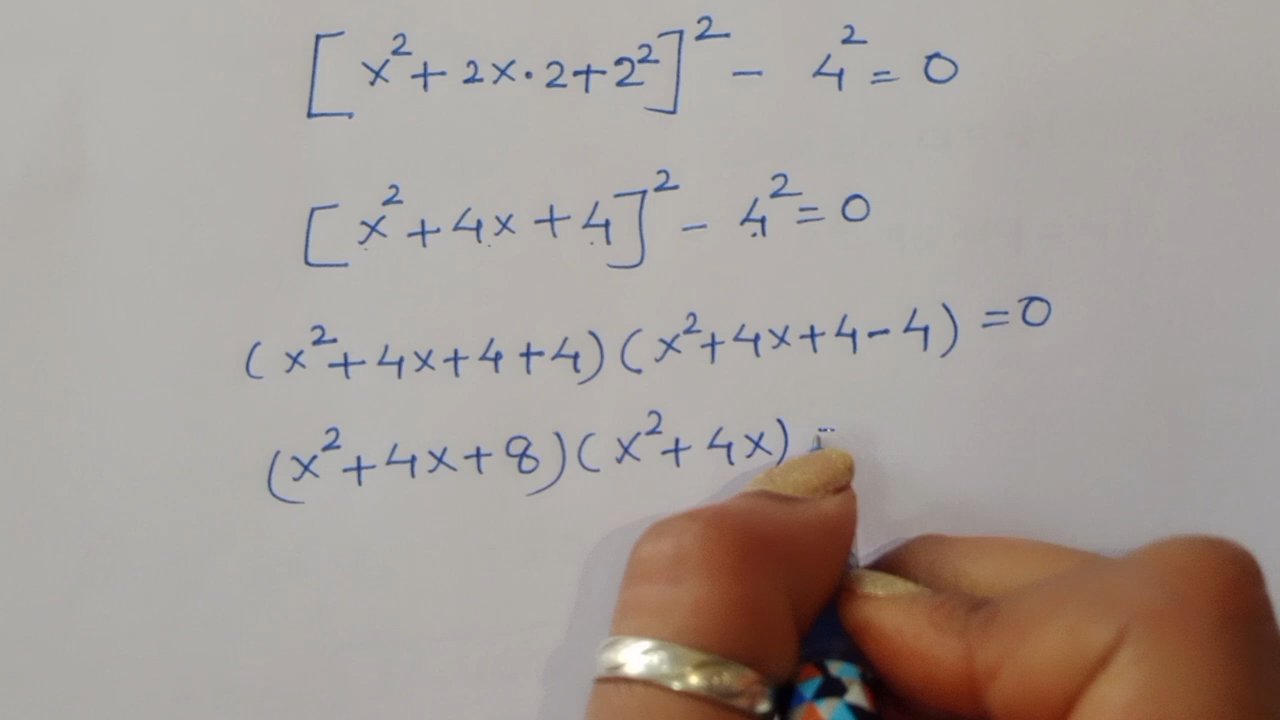 [x²+2x·2+2²]² - 4² = 0
[x²+4x+4]² - 4² = 0
(x²+4x+4+4)(x²+4x+4-4) = 0
(x²+4x+8)(x²+4x)